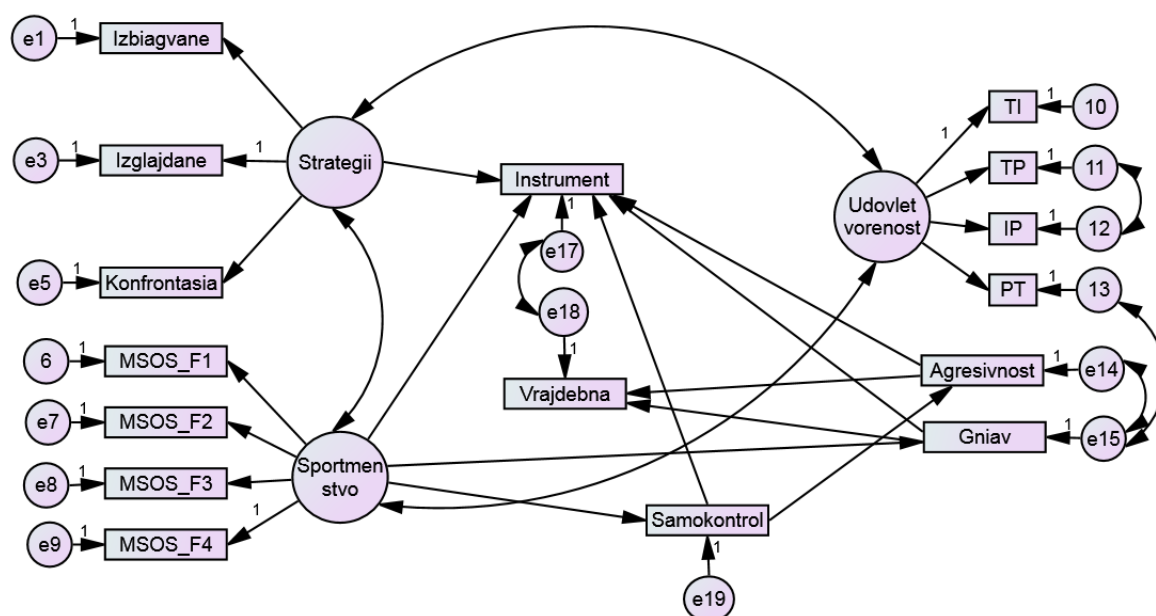 e1
1
Izbiagvane
e3
1
Izglajdane
1
Strategii
e5
1
Konfrontasia
6
1
MSOS_F1
e7
1
MSOS_F2
e8
1
MSOS_F3
e9
1
MSOS_F4
1
Sportmen
stvo
Instrument
1
e17
e18
1
Vrajdebna
Samokontrol
1
e19
Udovlet
vorenost
1
TI
1
10
TP
1
11
IP
1
12
PT
1
13
Agresivnost
1
e14
Gniav
1
e15